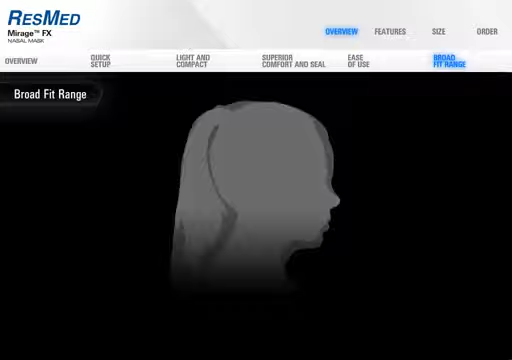 RESMED
Mirage™ FX
NASAL MASK
OVERVIEW FEATURES SIZE ORDER
OVERVIEW
QUICK
SETUP
LIGHT AND
COMPACT
SUPERIOR
COMFORT AND SEAL
EASE
OF USE
BROAD
FIT RANGE
Broad Fit Range